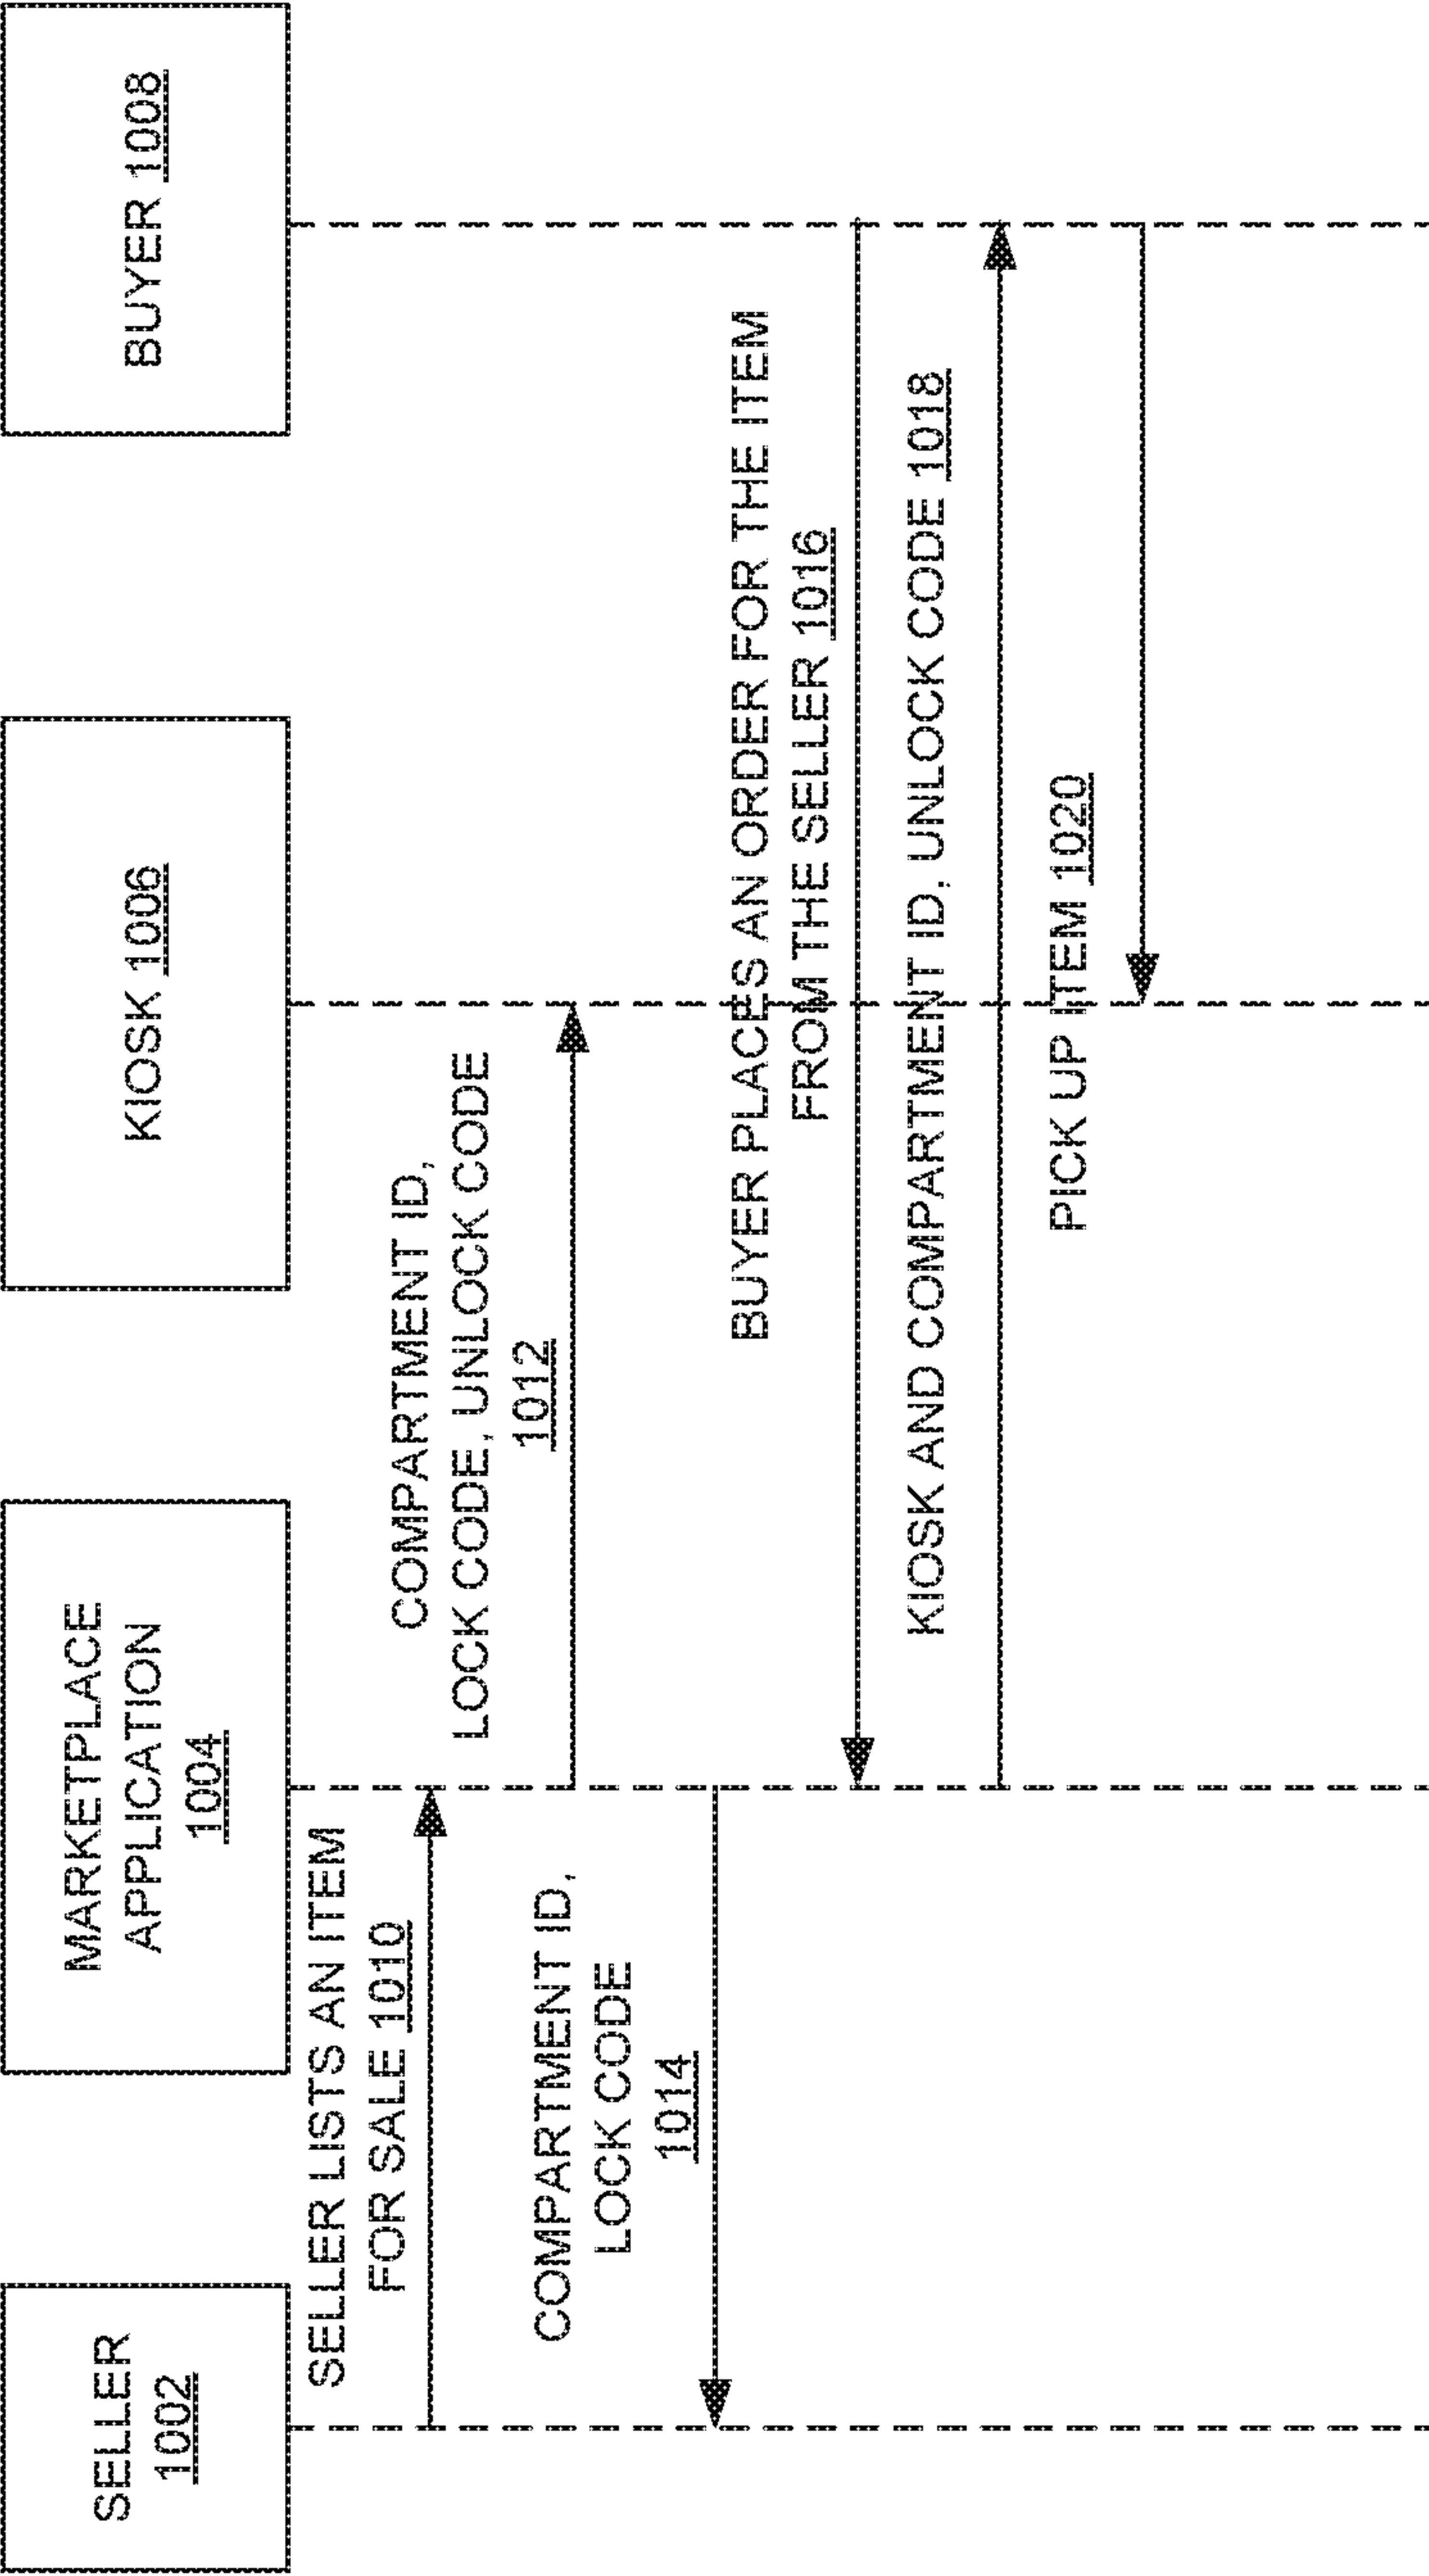 SELLER
1002
MARKETPLACE
APPLICATION
1004
KIOSK 1006
BUYER 1008
SELLER LISTS AN ITEM
FOR SALE 1010
COMPARTMENT ID,
LOCK CODE, UNLOCK CODE
1012
COMPARTMENT ID,
LOCK CODE
1014
BUYER PLACES AN ORDER FOR THE ITEM
FROM THE SELLER 1016
KIOSK AND COMPARTMENT ID, UNLOCK CODE 1018
PICK UP ITEM 1020